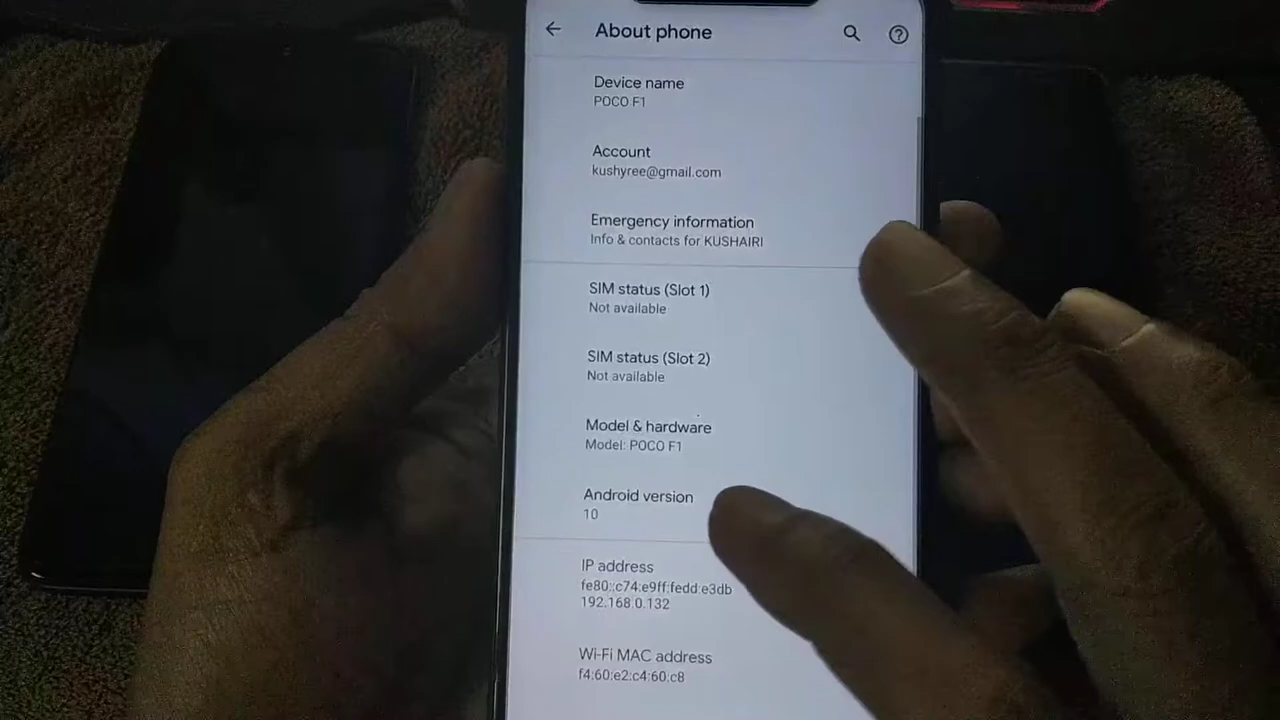 About phone
Device name
POCO F1
Account
kushyree@gmail.com
Emergency information
Info & contacts for KUSHAIRI
SIM status (Slot 1)
Not available
SIM status (Slot 2)
Not available
Model & hardware
Model: POCO F1
Android version
10
IP address
fe80::c74:e9ff:fedd:e3db
192.168.0.132
Wi-Fi MAC address
f4:60:e2:c4:60:c8